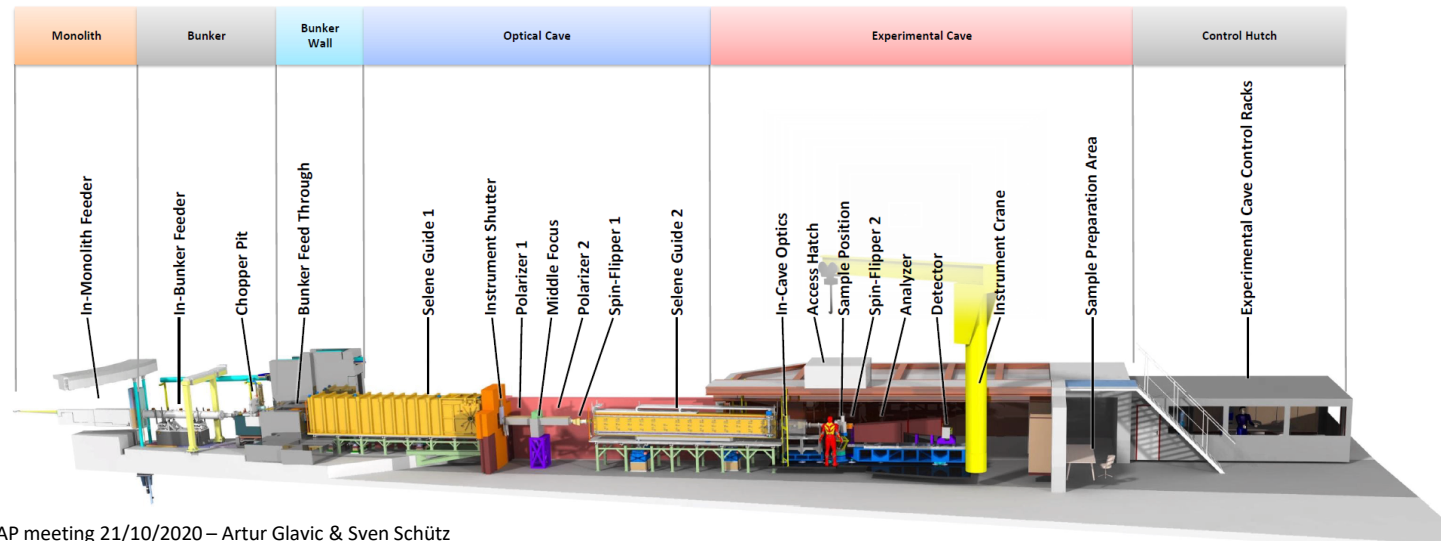 Monolith
Bunker
Bunker
Wall
Optical Cave
Experimental Cave
Control Hutch
In-Monolith Feeder
In-Bunker Feeder
Chopper Pit
Bunker Feed Through
Selene Guide 1
Instrument Shutter
Polarizer 1
Middle Focus
Polarizer 2
Spin-Flipper 1
Selene Guide 2
In-Cave Optics
Access Hatch
Sample Position
Spin-Flipper 2
Analyzer
Detector
Instrument Crane
Sample Preparation Area
Experimental Cave Control Racks
AP meeting 21/10/2020 – Artur Glavic & Sven Schütz